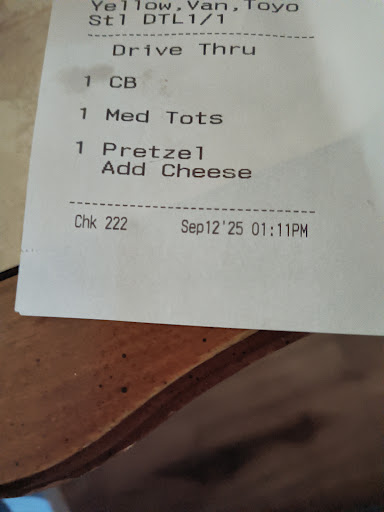 Yellow,Van,Toyo
Stl DTL1/1
Drive Thru
1 CB
1 Med Tots
1 Pretzel
Add Cheese
Chk 222 Sep12'25 01:11PM